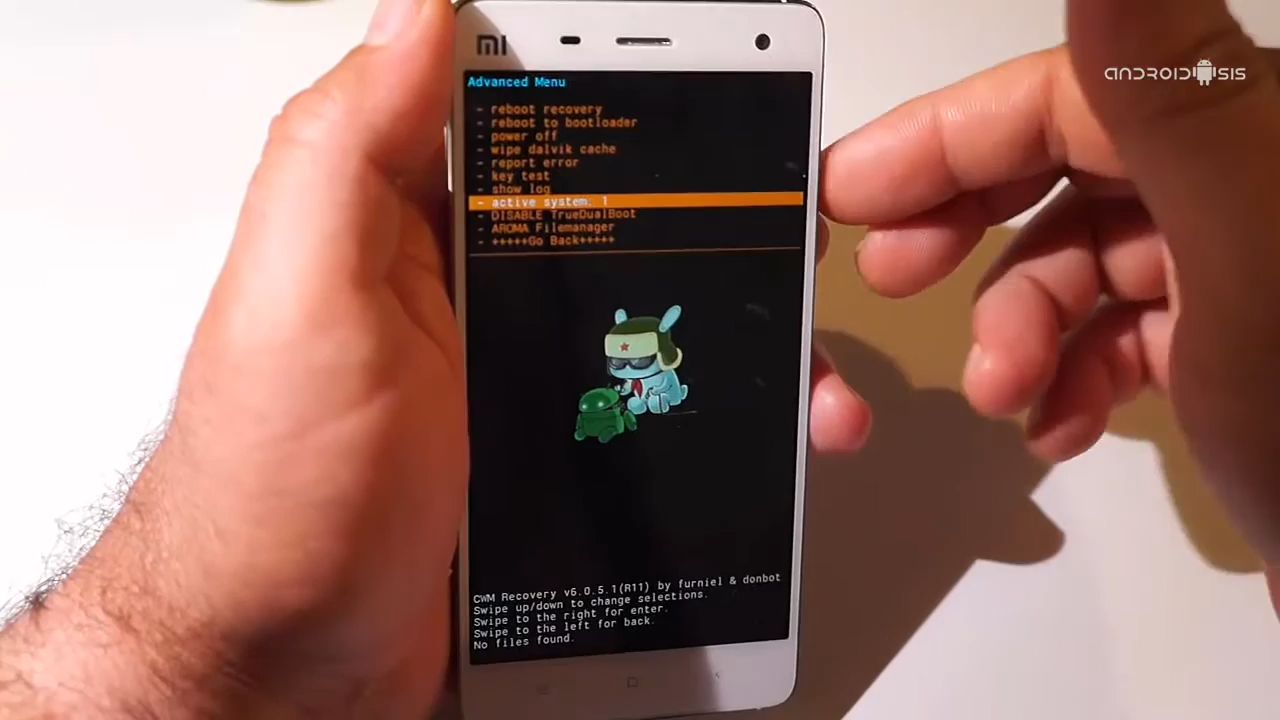 mi
ANDROIDSIS
Advanced Menu
- reboot recovery
- reboot to bootloader
- power off
- wipe dalvik cache
- report error
- key test
- show log
- active system: 1
- DISABLE TrueDualBoot
- AROMA Filemanager
- +++++Go Back+++++
CWM Recovery v6.0.5.1(R11) by furniel & donbot
Swipe up/down to change selections.
Swipe to the right for enter.
Swipe to the left for back.
No files found.